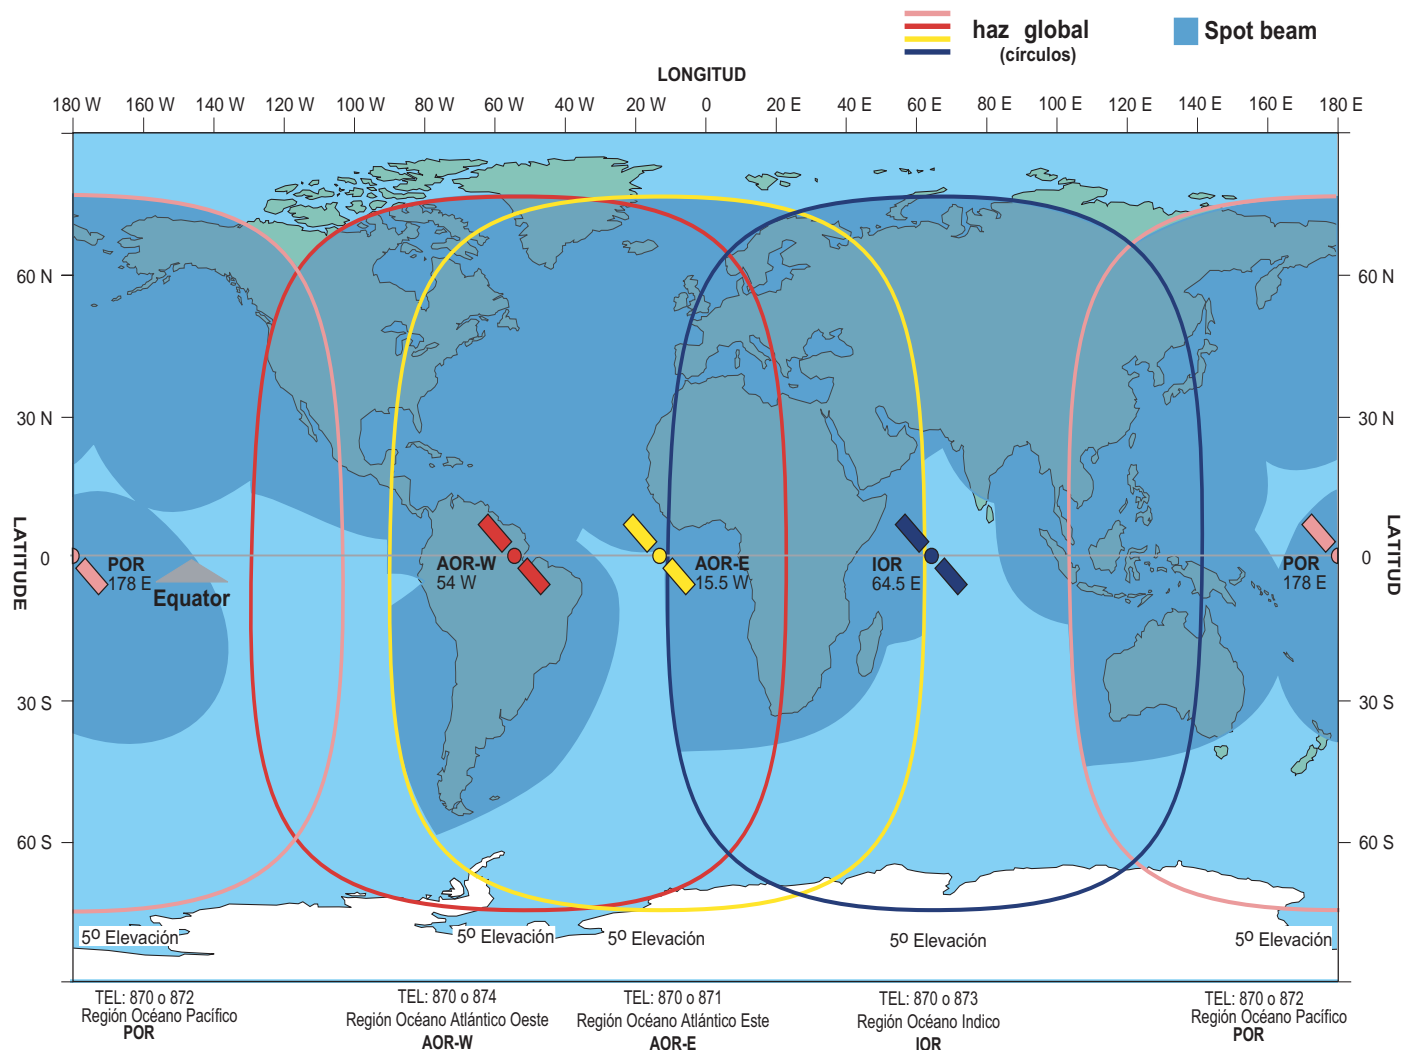 haz global
(círculos)
Spot beam
LONGITUD
180 W 160 W 140 W 120 W 100 W 80 W 60 W 40 W 20 W 0 20 E 40 E 60 E 80 E 100 E 120 E 140 E 160 E 180 E
60 N
60 N
30 N
30 N
LATITUDE
0
POR
178 E
Equator
AOR-W
54 W
AOR-E
15.5 W
IOR
64.5 E
POR
178 E
0
LATITUD
30 S
30 S
60 S
60 S
5º Elevación
5º Elevación
5º Elevación
5º Elevación
5º Elevación
TEL: 870 o 872
Región Océano Pacífico
POR
TEL: 870 o 874
Región Océano Atlántico Oeste
AOR-W
TEL: 870 o 871
Región Océano Atlántico Este
AOR-E
TEL: 870 o 873
Región Océano Indico
IOR
TEL: 870 o 872
Región Océano Pacífico
POR